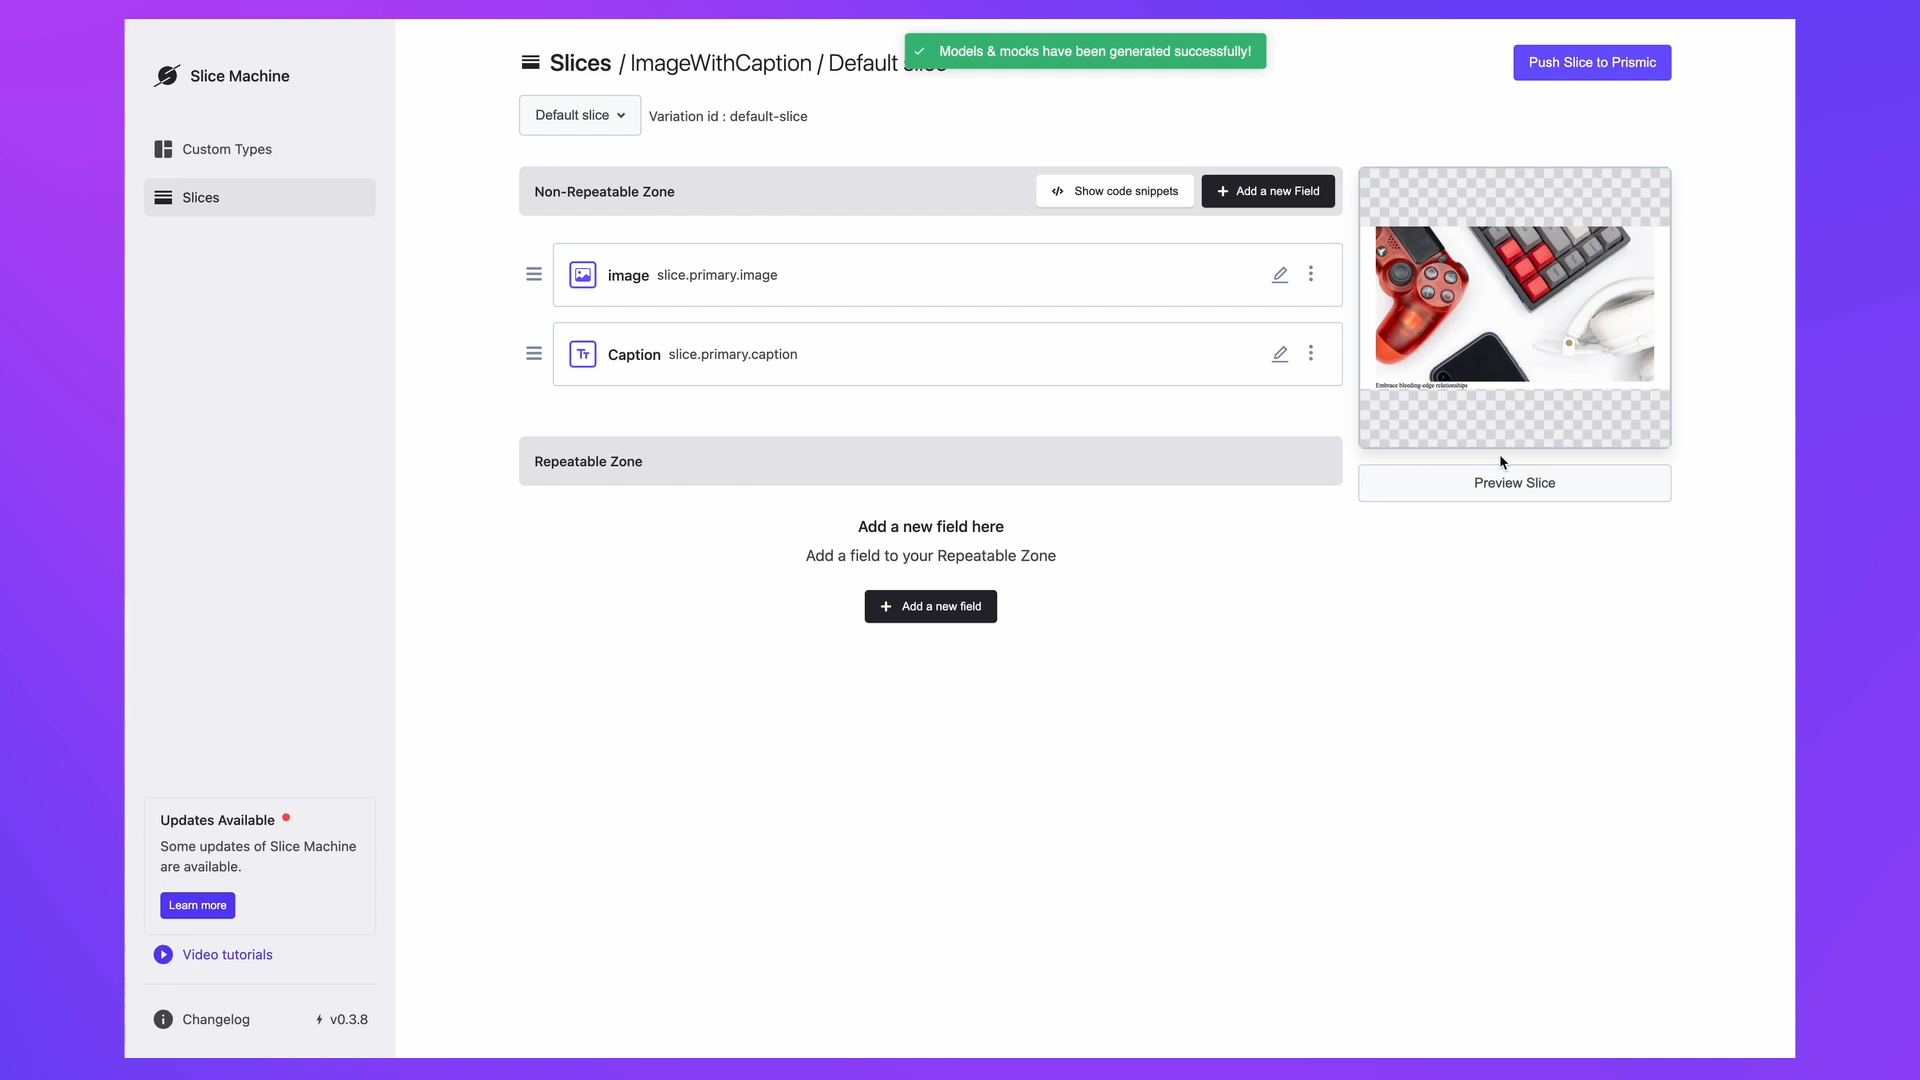 Slice Machine
Custom Types
Slices
Slices / ImageWithCaption / Default
Models & mocks have been generated successfully!
Push Slice to Prismic
Default slice
Variation id : default-slice
Non-Repeatable Zone
Show code snippets
Add a new Field
image slice.primary.image
Caption slice.primary.caption
Embrace bleeding-edge relationships
Preview Slice
Repeatable Zone
Add a new field here
Add a field to your Repeatable Zone
Add a new field
Updates Available
Some updates of Slice Machine
are available.
Learn more
Video tutorials
Changelog
v0.3.8